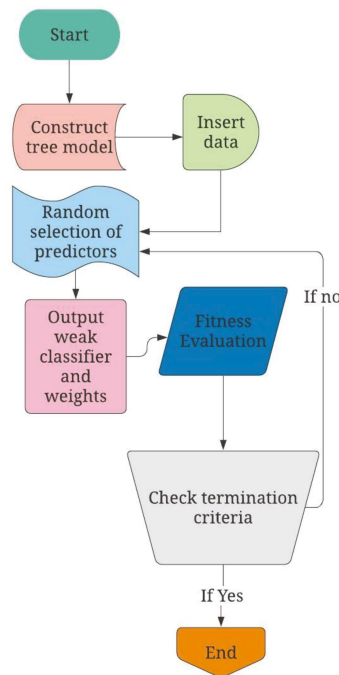 Start
Construct
tree model
Insert
data
Random
selection of
predictors
If no
Output
weak
classifier
and
weights
Fitness
Evaluation
Check termination
criteria
If Yes
End